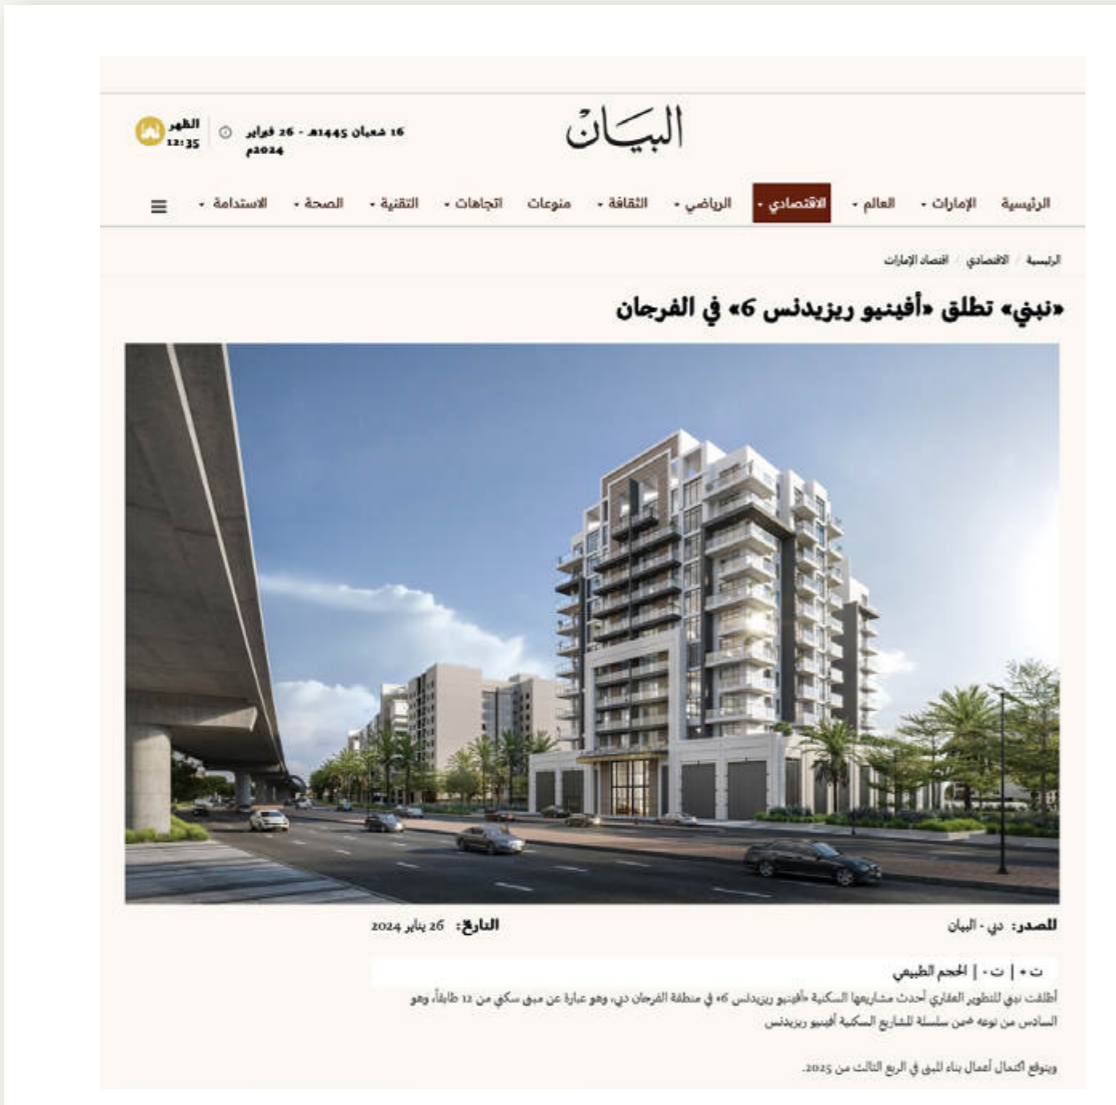 البيان
16 شعبان 1445هـ - 26 فبراير
2024م
الظهر
12:35
الرئيسية الإمارات العالم الاقتصادي الرياضي الثقافة منوعات اتجاهات التقنية الصحة الاستدامة
الرئيسية / الاقتصادي / اقتصاد الإمارات
«نبني» تطلق «أفينيو ريزيدنس 6» في الفرجان
المصدر: دبي - البيان
التاريخ: 26 يناير 2024
ت + | ت - | الحجم الطبيعي
أطلقت نبني للتطوير العقاري أحدث مشاريعها السكنية «أفينيو ريزيدنس 6» في منطقة الفرجان دبي، وهو عبارة عن مبنى سكني من 12 طابقاً، وهو
السادس من نوعه ضمن سلسلة المشاريع السكنية أفينيو ريزيدنس
ويتوقع اكتمال أعمال بناء المبنى في الربع الثالث من 2025.